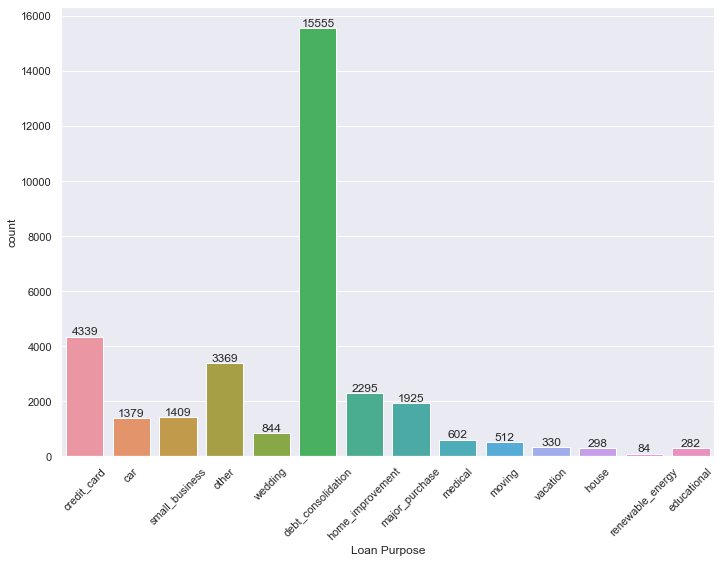 16000
14000
12000
10000
8000
6000
4000
2000
0
count
4339
1379
1409
3369
844
15555
2295
1925
602
512
330
298
84
282
credit_card
car
small_business
other
wedding
debt_consolidation
home_improvement
major_purchase
medical
moving
vacation
house
renewable_energy
educational
Loan Purpose